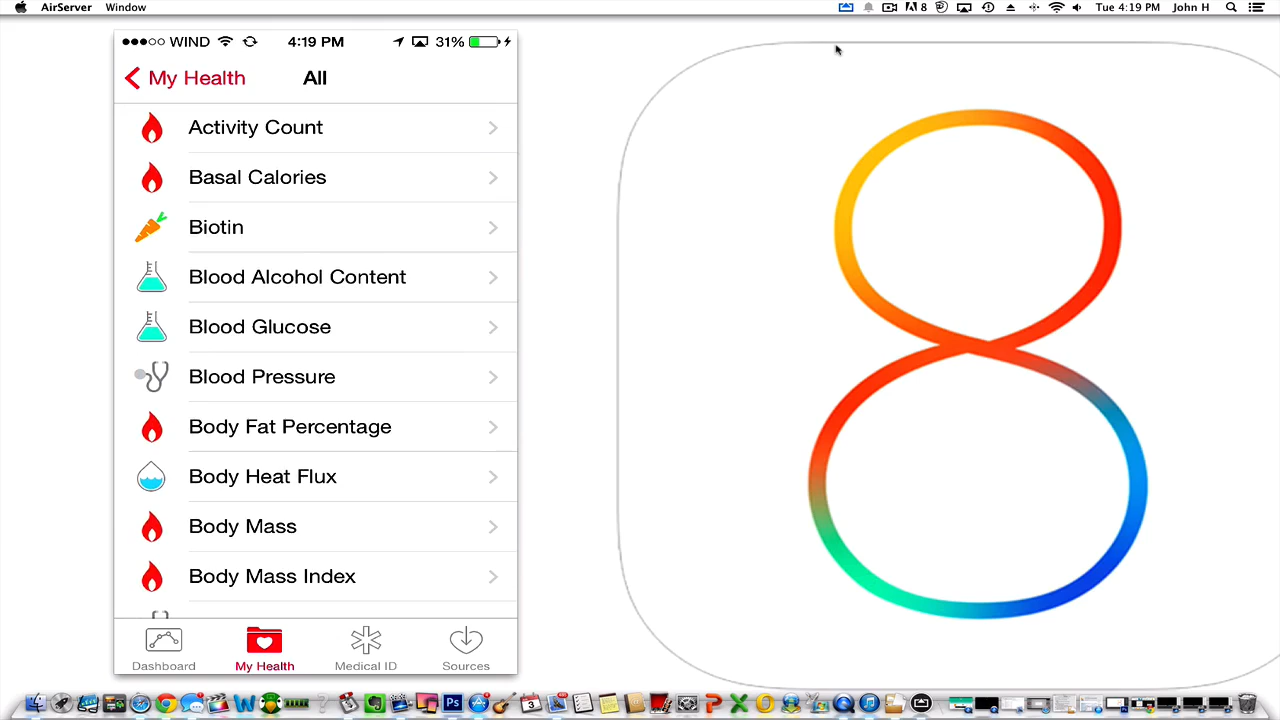 AirServer Window 8 Tue 4:19 PM John H
WIND 4:19 PM 31%
My Health All
Activity Count
Basal Calories
Biotin
Blood Alcohol Content
Blood Glucose
Blood Pressure
Body Fat Percentage
Body Heat Flux
Body Mass
Body Mass Index
Dashboard My Health Medical ID Sources
8